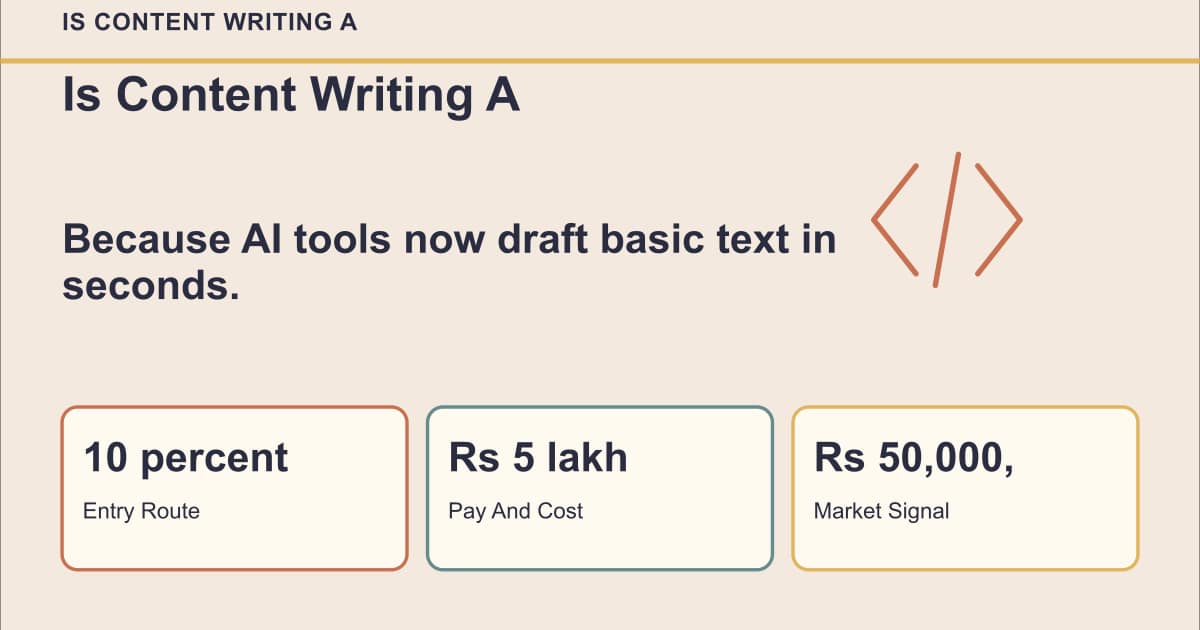 IS CONTENT WRITING A
Is Content Writing A
Because AI tools now draft basic text in
seconds.
10 percent
Entry Route
Rs 5 lakh
Pay And Cost
Rs 50,000,
Market Signal